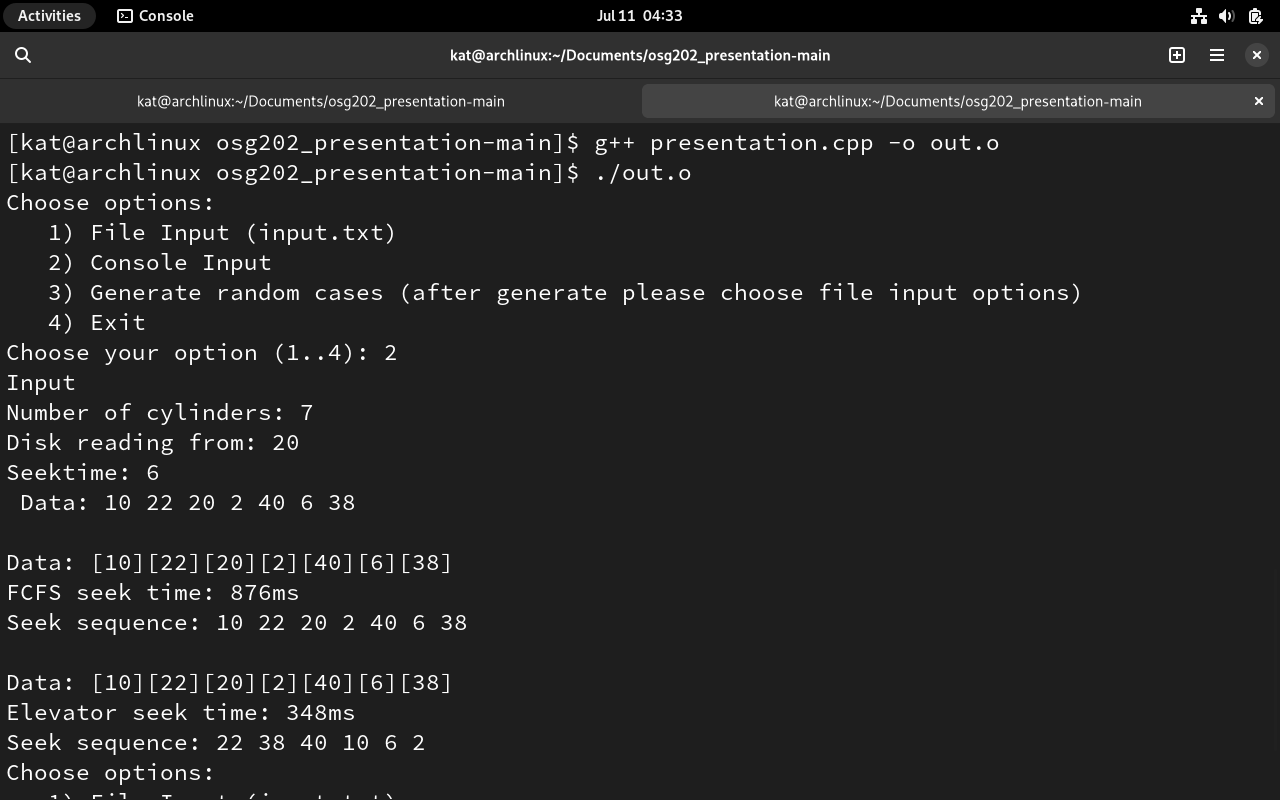 Activities Console Jul 11 04:33
kat@archlinux:~/Documents/osg202_presentation-main
kat@archlinux:~/Documents/osg202_presentation-main kat@archlinux:~/Documents/osg202_presentation-main
[kat@archlinux osg202_presentation-main]$ g++ presentation.cpp -o out.o
[kat@archlinux osg202_presentation-main]$ ./out.o
Choose options:
   1) File Input (input.txt)
   2) Console Input
   3) Generate random cases (after generate please choose file input options)
   4) Exit
Choose your option (1..4): 2
Input
Number of cylinders: 7
Disk reading from: 20
Seektime: 6
 Data: 10 22 20 2 40 6 38
Data: [10][22][20][2][40][6][38]
FCFS seek time: 876ms
Seek sequence: 10 22 20 2 40 6 38
Data: [10][22][20][2][40][6][38]
Elevator seek time: 348ms
Seek sequence: 22 38 40 10 6 2
Choose options:
   1) File Input (input.txt)